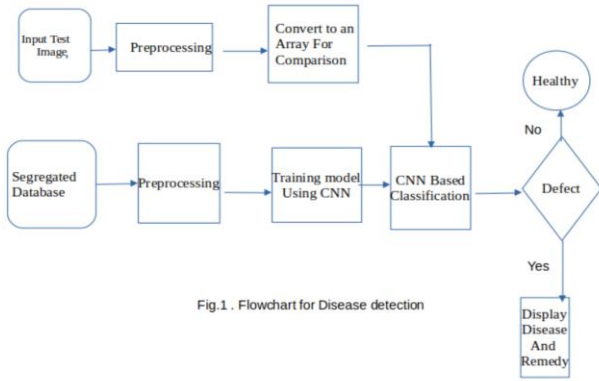 Input Test
Image,
Preprocessing
Convert to an
Array For
Comparison
Healthy
No
Segregated
Database
Preprocessing
Training model
Using CNN
CNN Based
Classification
Defect
Yes
Fig.1 . Flowchart for Disease detection
Display
Disease
And
Remedy